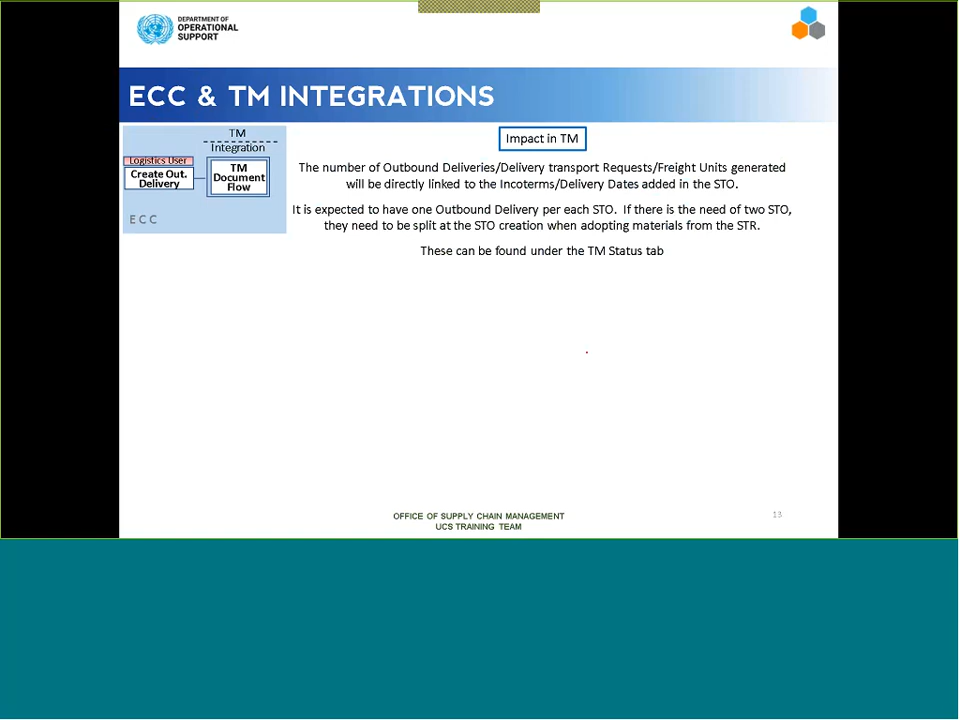 DEPARTMENT OF
OPERATIONAL
SUPPORT
ECC & TM INTEGRATIONS
TM
Integration
Logistics User
Create Out.
Delivery
TM
Document
Flow
ECC
Impact in TM
The number of Outbound Deliveries/Delivery transport Requests/Freight Units generated
will be directly linked to the Incoterms/Delivery Dates added in the STO.
It is expected to have one Outbound Delivery per each STO. If there is the need of two STO,
they need to be split at the STO creation when adopting materials from the STR.
These can be found under the TM Status tab
OFFICE OF SUPPLY CHAIN MANAGEMENT
UCS TRAINING TEAM
13